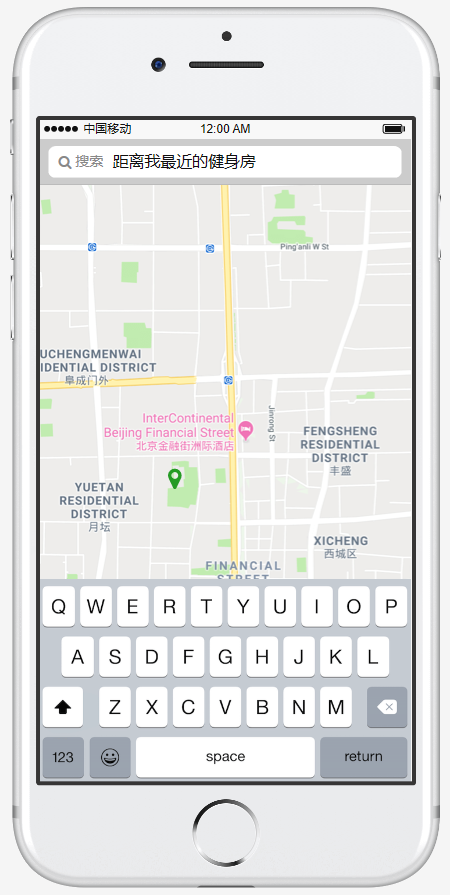 中国移动 12:00 AM
搜索 距离我最近的健身房
Ping'anli W St
UCHENGMENWAI
IDENTIAL DISTRICT
阜成门外
InterContinental
Beijing Financial Street
北京金融街洲际酒店
Jinrong St
FENGSHENG
RESIDENTIAL
DISTRICT
丰盛
YUETAN
RESIDENTIAL
DISTRICT
月坛
XICHENG
西城区
FINANCIAL
STREET
Q W E R T Y U I O P
A S D F G H J K L
Z X C V B N M
123 space return